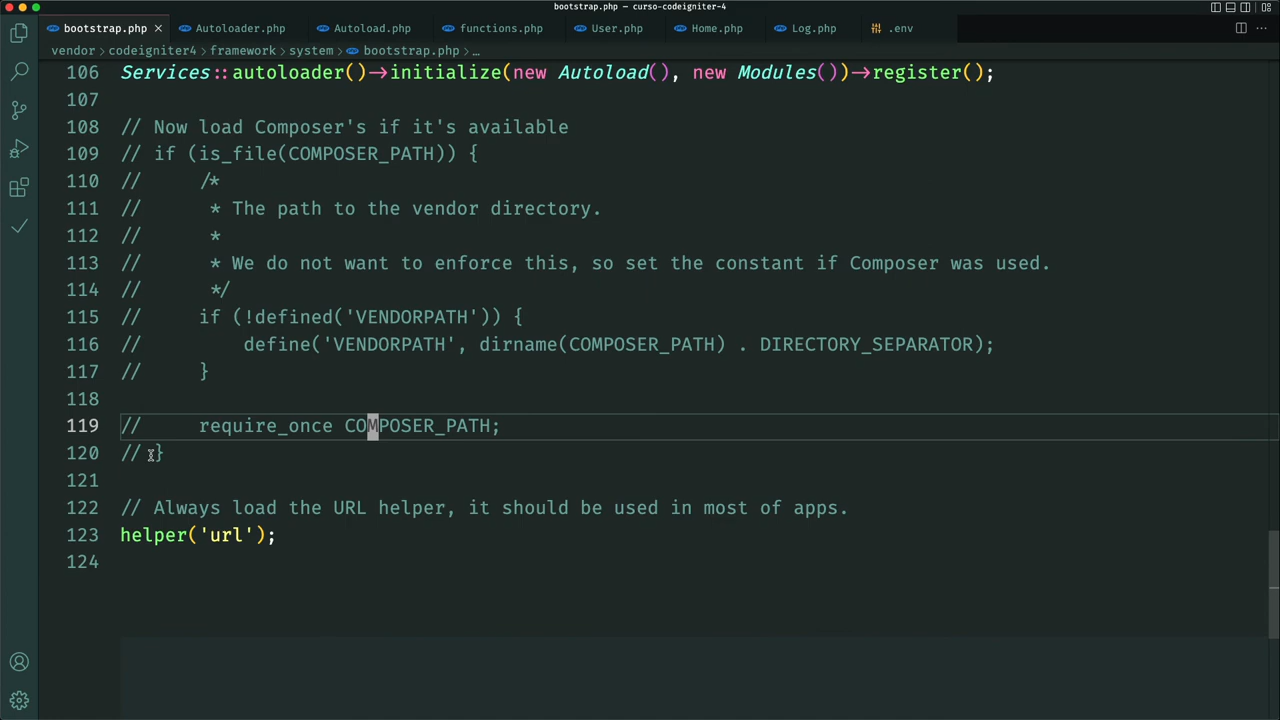 bootstrap.php — curso-codeigniter-4
bootstrap.php Autoloader.php Autoload.php functions.php User.php Home.php Log.php .env
vendor > codeigniter4 > framework > system > bootstrap.php > …
106 Services::autoloader()->initialize(new Autoload(), new Modules())->register();
107
108 // Now load Composer's if it's available
109 // if (is_file(COMPOSER_PATH)) {
110 //     /*
111 //      * The path to the vendor directory.
112 //      *
113 //      * We do not want to enforce this, so set the constant if Composer was used.
114 //      */
115 //     if (!defined('VENDORPATH')) {
116 //         define('VENDORPATH', dirname(COMPOSER_PATH) . DIRECTORY_SEPARATOR);
117 //     }
118
119 //     require_once COMPOSER_PATH;
120 // }
121
122 // Always load the URL helper, it should be used in most of apps.
123 helper('url');
124